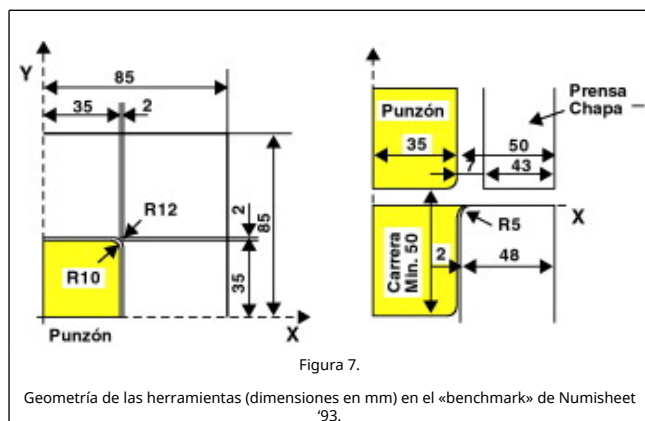 Y
85
35
2
R12
2
85
R10
35
Punzón
X
Punzón
Prensa
Chapa
35
50
7
43
X
R5
Carrera
Min. 50
2
48
Figura 7.
Geometría de las herramientas (dimensiones en mm) en el «benchmark» de Numisheet
‘93.